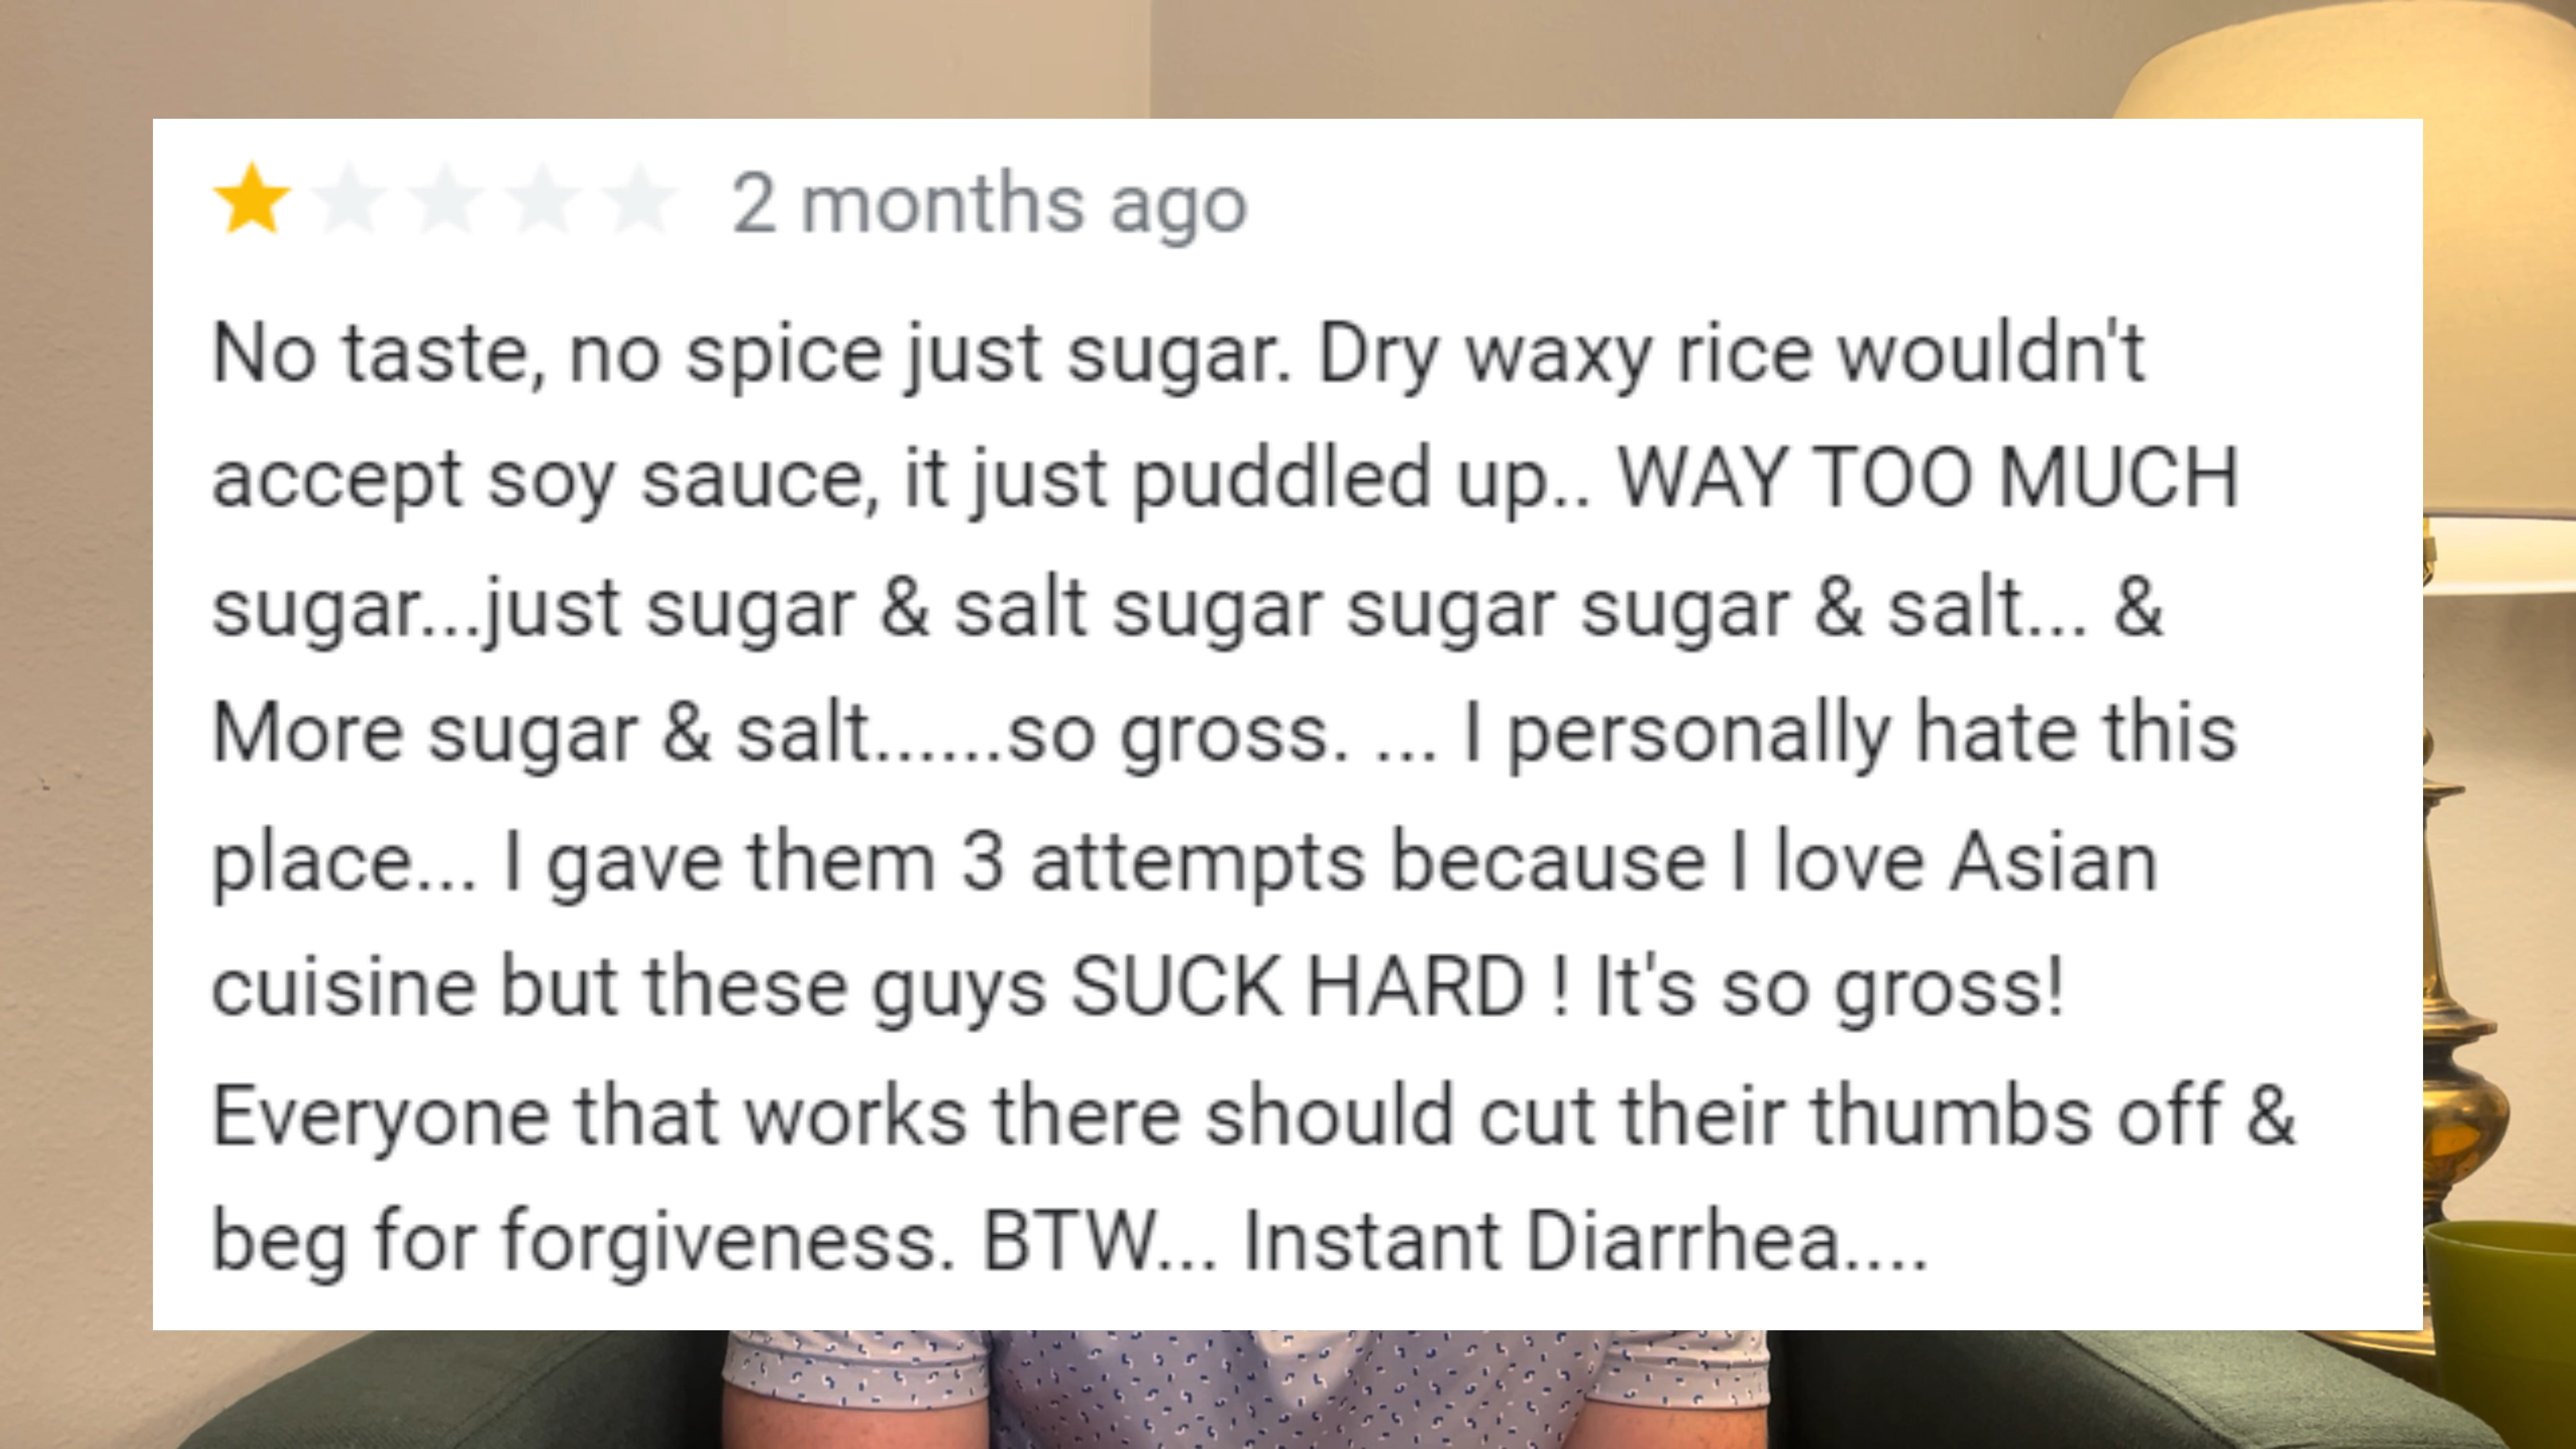 2 months ago
No taste, no spice just sugar. Dry waxy rice wouldn't
accept soy sauce, it just puddled up.. WAY TOO MUCH
sugar...just sugar & salt sugar sugar sugar & salt... &
More sugar & salt......so gross. ... I personally hate this
place... I gave them 3 attempts because I love Asian
cuisine but these guys SUCK HARD ! It's so gross!
Everyone that works there should cut their thumbs off &
beg for forgiveness. BTW... Instant Diarrhea....